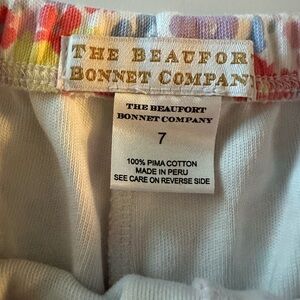 THE BEAUFOR
BONNET COMPANY
THE BEAUFORT
BONNET COMPANY
7
100% PIMA COTTON
MADE IN PERU
SEE CARE ON REVERSE SIDE